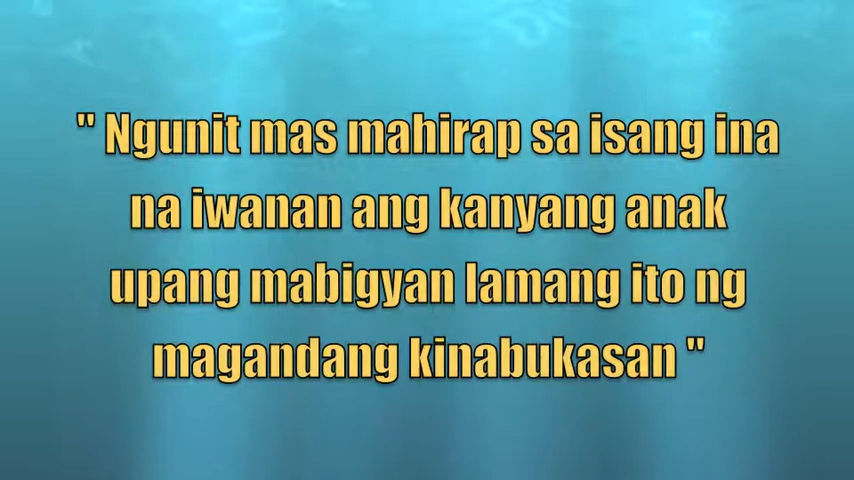 " Ngunit mas mahirap sa isang ina
na iwanan ang kanyang anak
upang mabigyan lamang ito ng
magandang kinabukasan "